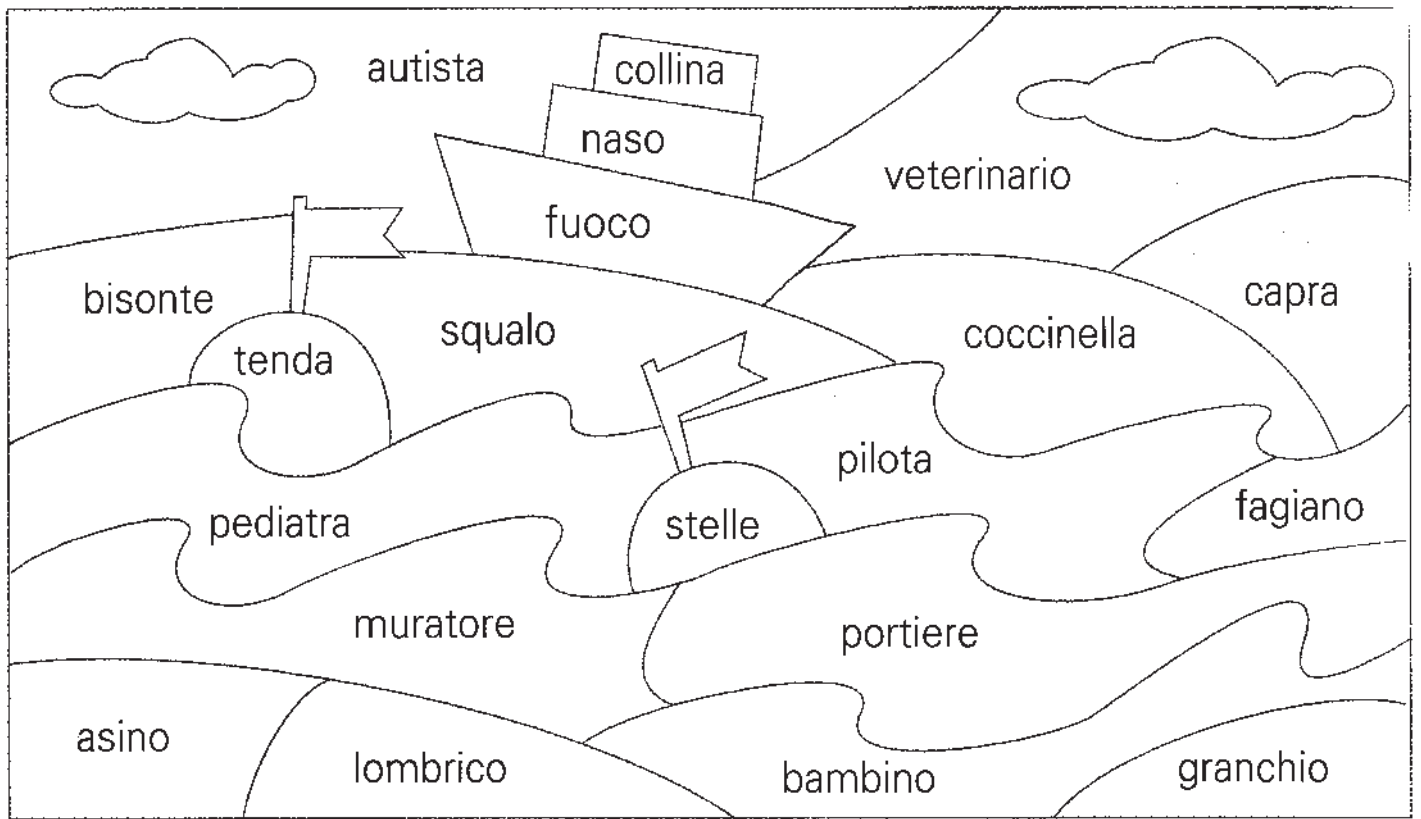 autista
collina
naso
veterinario
fuoco
bisonte
capra
squalo
coccinella
tenda
pilota
fagiano
pediatra
stelle
muratore
portiere
asino
lombrico
bambino
granchio